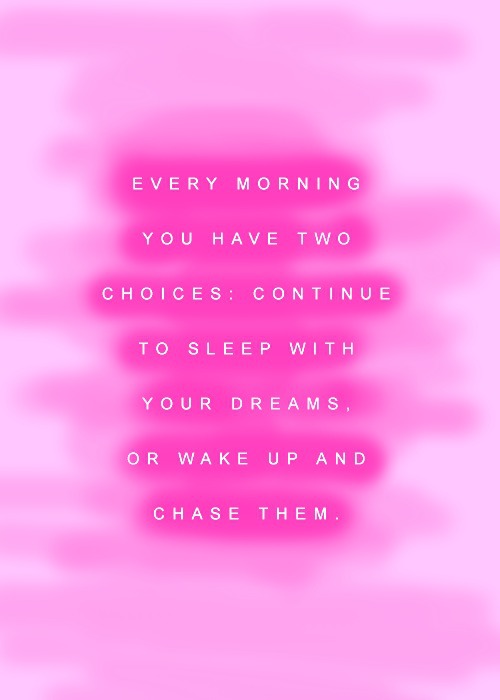 EVERY MORNING
YOU HAVE TWO
CHOICES: CONTINUE
TO SLEEP WITH
YOUR DREAMS,
OR WAKE UP AND
CHASE THEM.